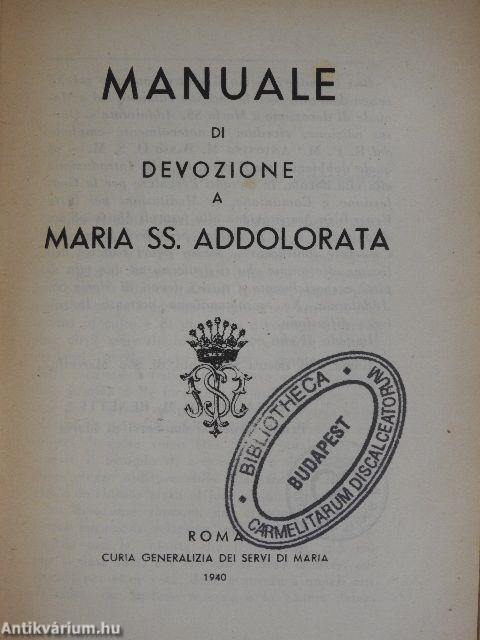 MANUALE
DI
DEVOZIONE
A
MARIA SS. ADDOLORATA
BIBLIOTHECA
BUDAPEST
CARMELITARUM DISCALCEATORUM
ROMA
CURIA GENERALIZIA DEI SERVI DI MARIA
1940
Antikvárium.hu